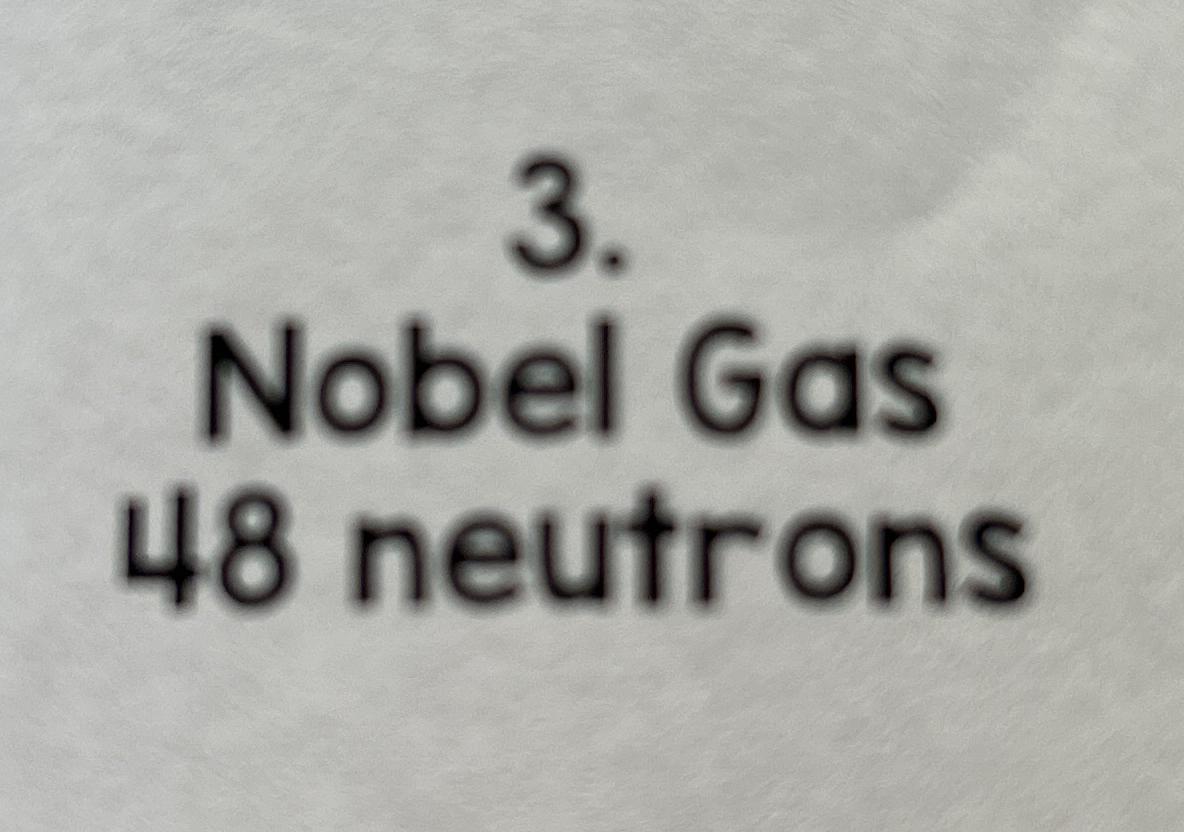 3.
Nobel Gas
48 neutrons